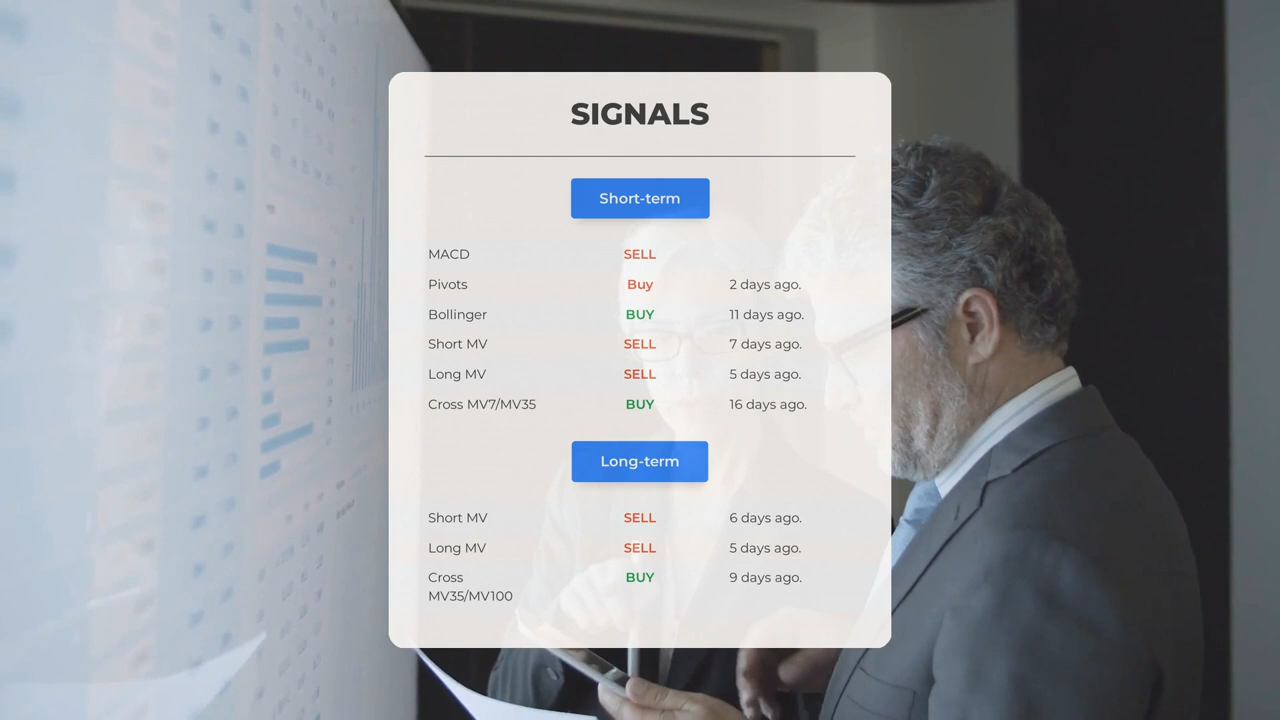 SIGNALS
Short-term
MACD SELL
Pivots Buy 2 days ago.
Bollinger BUY 11 days ago.
Short MV SELL 7 days ago.
Long MV SELL 5 days ago.
Cross MV7/MV35 BUY 16 days ago.
Long-term
Short MV SELL 6 days ago.
Long MV SELL 5 days ago.
Cross BUY 9 days ago.
MV35/MV100